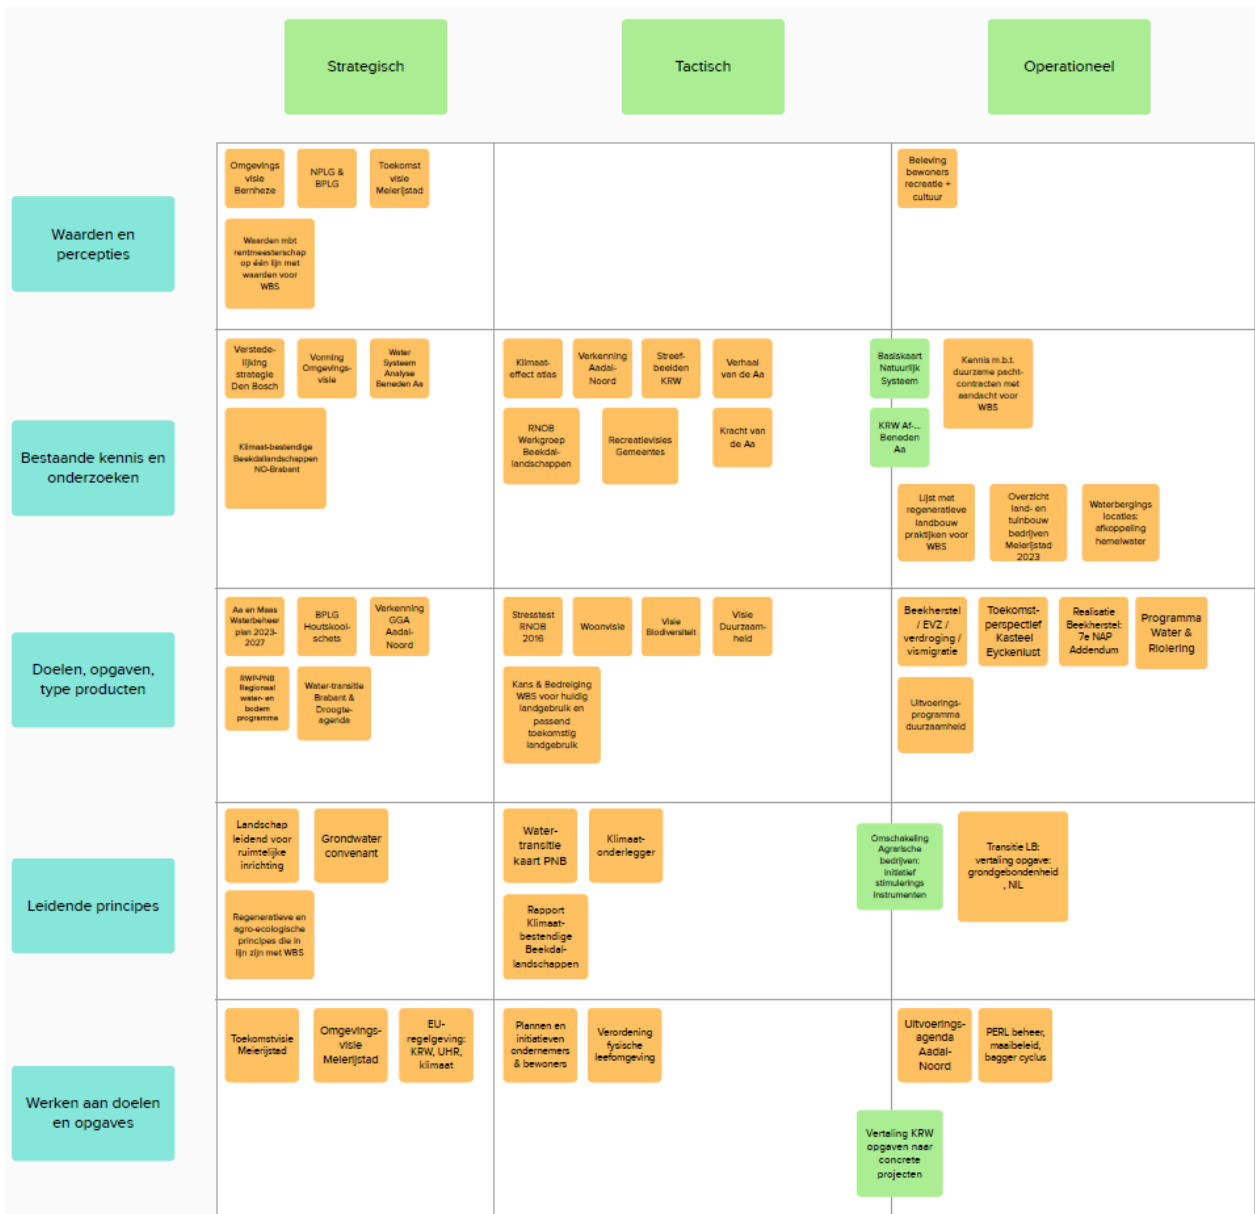 Strategisch
Tactisch
Operationeel
Waarden en
percepties
Omgevings
visie
Bernheze
NPLG &
BPLG
Toekomst
visie
Meierijstad
Waarden mbt
rentmeesterschap
op één lijn met
waarden voor
WBS
Beleving
bewoners
recreatie +
cultuur
Bestaande kennis en
onderzoeken
Verstede-
lijking
strategie
Den Bosch
Vorming
Omgevings-
visie
Water
Systeem
Analyse
Beneden Aa
Klimaat-bestendige
Beekdallandschappen
NO-Brabant
Klimaat-
effect atlas
Verkenning
Aadal-
Noord
Streef-
beelden
KRW
Verhaal
van de Aa
RNOB
Werkgroep
Beekdal-
landschappen
Recreatievisies
Gemeentes
Kracht van
de Aa
Basiskaart
Natuurlijk
Systeem
Kennis m.b.t.
duurzame pacht-
contracten met
aandacht voor
WBS
KRW Af-...
Beneden
Aa
Lijst met
regeneratieve
landbouw
praktijken voor
WBS
Overzicht
land- en
tuinbouw
bedrijven
Meierijstad
2023
Waterbergings
locaties:
afkoppeling
hemelwater
Doelen, opgaven,
type producten
Aa en Maas
Waterbeheer
plan 2023-
2027
BPLG
Houtskool-
schets
Verkenning
GGA
Aadal-
Noord
RWP-PNB
Regionaal
water- en
bodem
programma
Water-transitie
Brabant &
Droogte-
agenda
Stresstest
RNOB
2016
Woonvisie
Visie
Biodiversiteit
Visie
Duurzaam-
heid
Kans & Bedreiging
WBS voor huidig
landgebruik en
passend
toekomstig
landgebruik
Beekherstel
/ EVZ /
verdroging /
vismigratie
Toekomst-
perspectief
Kasteel
Eyckenlust
Realisatie
Beekherstel:
7e NAP
Addendum
Programma
Water &
Riolering
Uitvoerings-
programma
duurzaamheid
Leidende principes
Landschap
leidend voor
ruimtelijke
inrichting
Grondwater
convenant
Regeneratieve en
agro-ecologische
principes die in
lijn zijn met WBS
Water-
transitie
kaart PNB
Klimaat-
onderlegger
Rapport
Klimaat-
bestendige
Beekdal-
landschappen
Omschakeling
Agrarische
bedrijven:
initiatief
stimulerings
instrumenten
Transitie LB:
vertaling opgave:
grondgebondenheid
, NIL
Werken aan doelen
en opgaves
Toekomstvisie
Meierijstad
Omgevings-
visie
Meierijstad
EU-
regelgeving:
KRW, UHR,
klimaat
Plannen en
initiatieven
ondernemers
& bewoners
Verordening
fysische
leefomgeving
Uitvoerings-
agenda
Aadal-
Noord
PERL beheer,
maaibeleid,
bagger cyclus
Vertaling KRW
opgaven naar
concrete
projecten